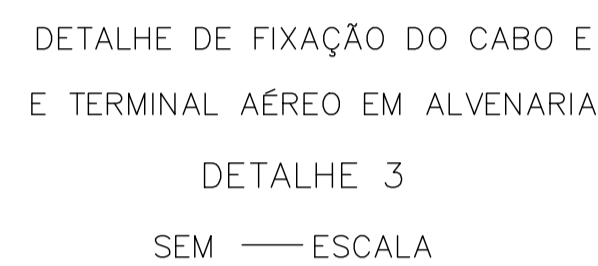 DETALHE DE FIXAÇÃO DO CABO E
E TERMINAL AÉREO EM ALVENARIA
DETALHE 3
SEM — ESCALA